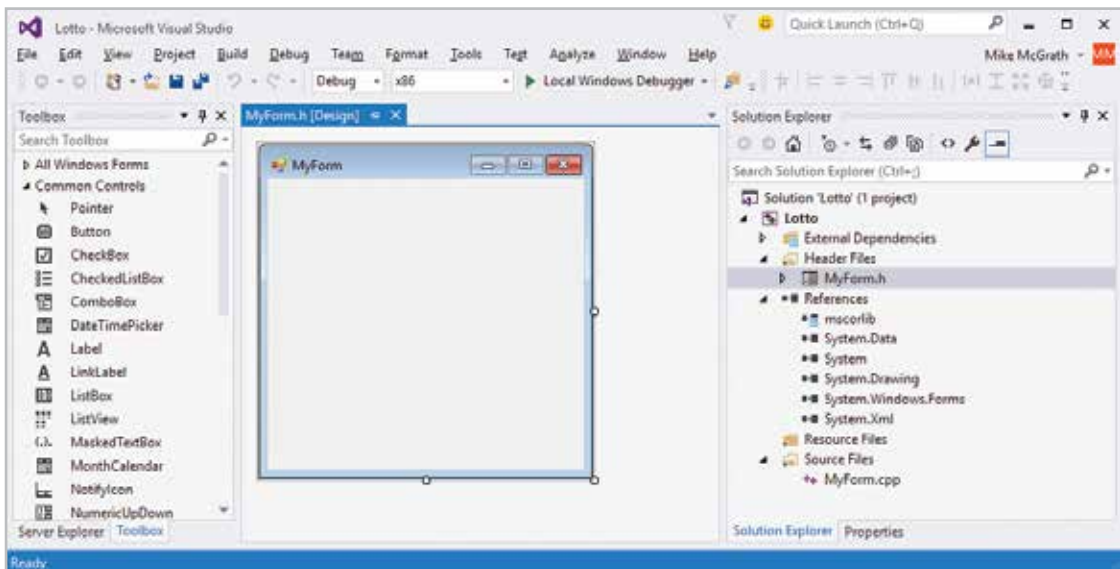 Lotto - Microsoft Visual Studio
Quick Launch (Ctrl+Q)
File Edit View Project Build Debug Team Format Tools Test Analyze Window Help
Mike McGrath
MM
Debug x86 Local Windows Debugger
Toolbox
Search Toolbox
All Windows Forms
Common Controls
Pointer
Button
CheckBox
CheckedListBox
ComboBox
DateTimePicker
Label
LinkLabel
ListBox
ListView
MaskedTextBox
MonthCalendar
NotifyIcon
NumericUpDown
Server Explorer Toolbox
MyForm.h [Design]
MyForm
Solution Explorer
Search Solution Explorer (Ctrl+;)
Solution 'Lotto' (1 project)
Lotto
External Dependencies
Header Files
MyForm.h
References
mscorlib
System.Data
System
System.Drawing
System.Windows.Forms
System.Xml
Resource Files
Source Files
MyForm.cpp
Solution Explorer Properties
Ready